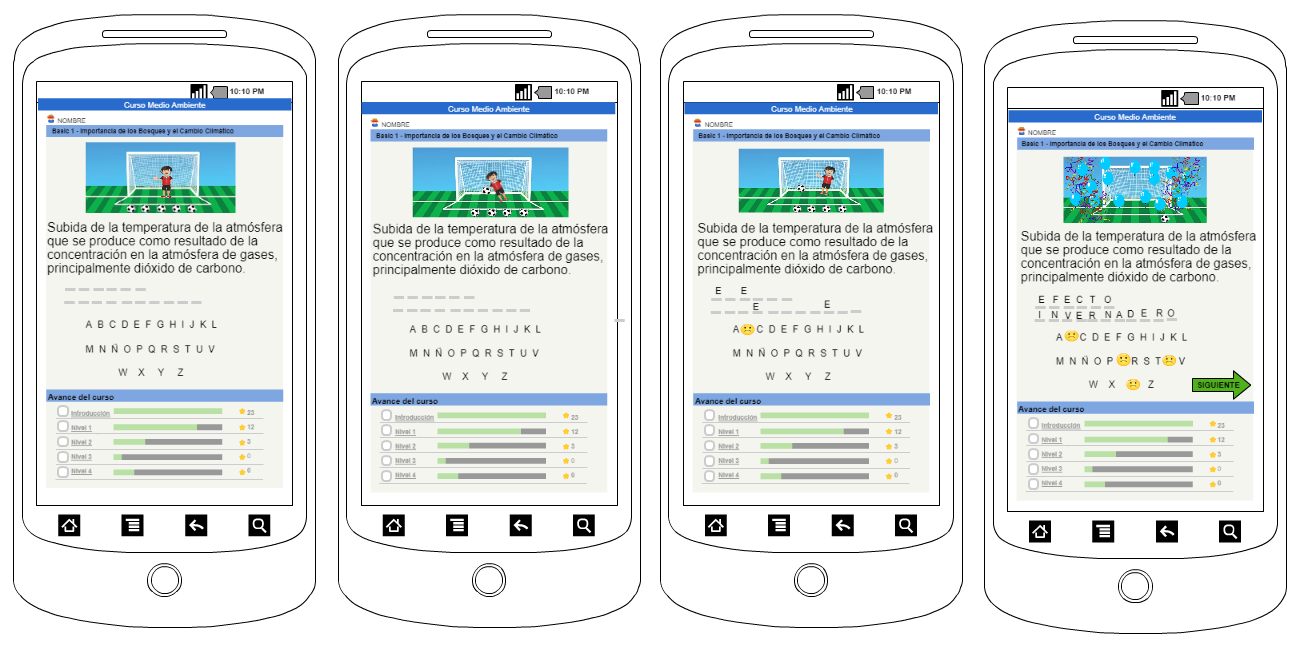 10:10 PM
Curso Medio Ambiente
NOMBRE
Basic 1 - Importancia de los Bosques y el Cambio Climático
Subida de la temperatura de la atmósfera
que se produce como resultado de la
concentración en la atmósfera de gases,
principalmente dióxido de carbono.
A B C D E F G H I J K L
M N Ñ O P Q R S T U V
W X Y Z
Avance del curso
Introducción 23
Nivel 1 12
Nivel 2 3
Nivel 3 0
Nivel 4 6
10:10 PM
Curso Medio Ambiente
NOMBRE
Basic 1 - Importancia de los Bosques y el Cambio Climático
Subida de la temperatura de la atmósfera
que se produce como resultado de la
concentración en la atmósfera de gases,
principalmente dióxido de carbono.
A B C D E F G H I J K L
M N Ñ O P Q R S T U V
W X Y Z
Avance del curso
Introducción 23
Nivel 1 12
Nivel 2 3
Nivel 3 0
Nivel 4 6
10:10 PM
Curso Medio Ambiente
NOMBRE
Basic 1 - Importancia de los Bosques y el Cambio Climático
Subida de la temperatura de la atmósfera
que se produce como resultado de la
concentración en la atmósfera de gases,
principalmente dióxido de carbono.
E E
E E
A C D E F G H I J K L
M N Ñ O P Q R S T U V
W X Y Z
Avance del curso
Introducción 23
Nivel 1 12
Nivel 2 3
Nivel 3 0
Nivel 4 6
10:10 PM
Curso Medio Ambiente
NOMBRE
Basic 1 - Importancia de los Bosques y el Cambio Climático
Subida de la temperatura de la atmósfera
que se produce como resultado de la
concentración en la atmósfera de gases,
principalmente dióxido de carbono.
E F E C T O
I N V E R N A D E R O
A C D E F G H I J K L
M N Ñ O P R S T V
W X Z
SIGUIENTE
Avance del curso
Introducción 23
Nivel 1 12
Nivel 2 3
Nivel 3 0
Nivel 4 6